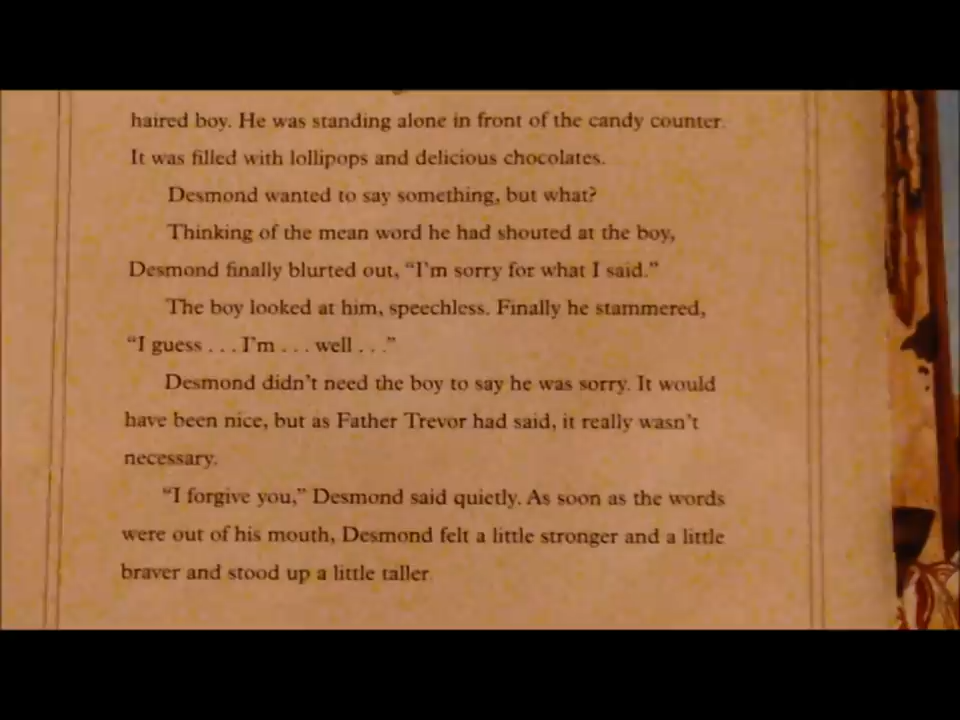 haired boy. He was standing alone in front of the candy counter.
It was filled with lollipops and delicious chocolates.
Desmond wanted to say something, but what?
Thinking of the mean word he had shouted at the boy,
Desmond finally blurted out, “I'm sorry for what I said.”
The boy looked at him, speechless. Finally he stammered,
“I guess . . . I'm . . . well . . .”
Desmond didn't need the boy to say he was sorry. It would
have been nice, but as Father Trevor had said, it really wasn't
necessary.
“I forgive you,” Desmond said quietly. As soon as the words
were out of his mouth, Desmond felt a little stronger and a little
braver and stood up a little taller.